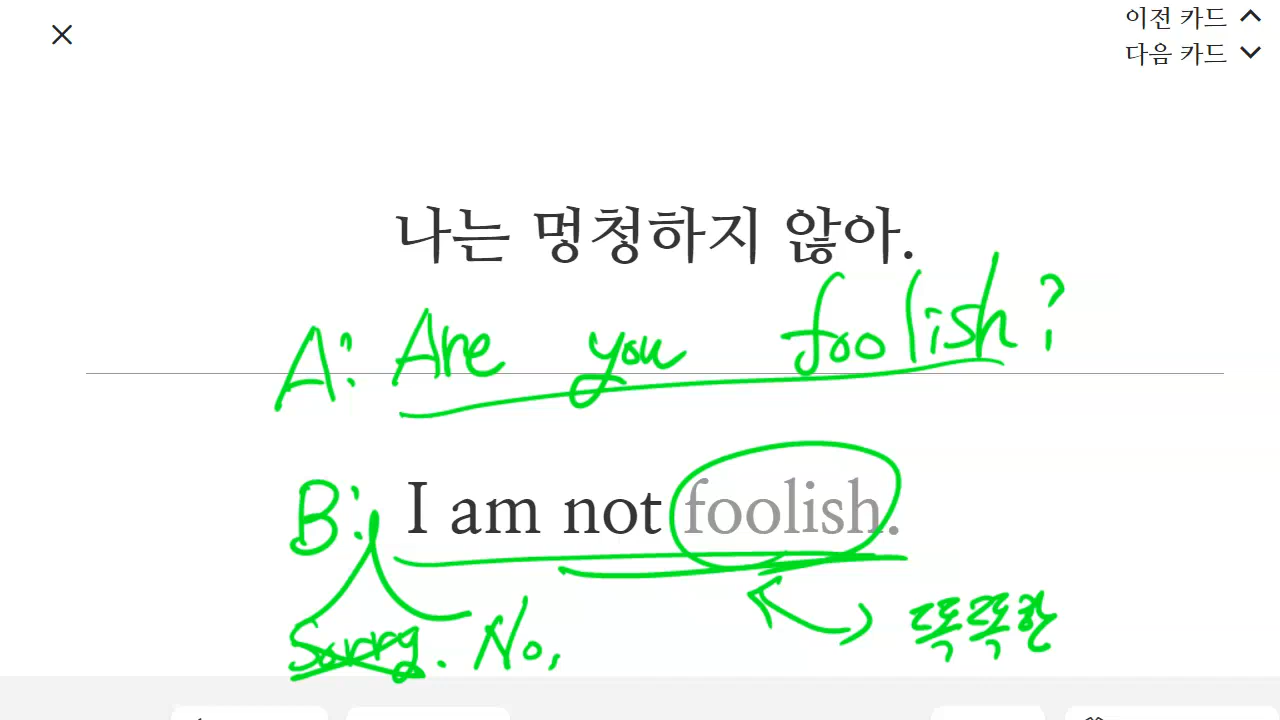 이전 카드
다음 카드
나는 멍청하지 않아.
A: Are you foolish?
B: I am not foolish.
Sorry. No,
똑똑한